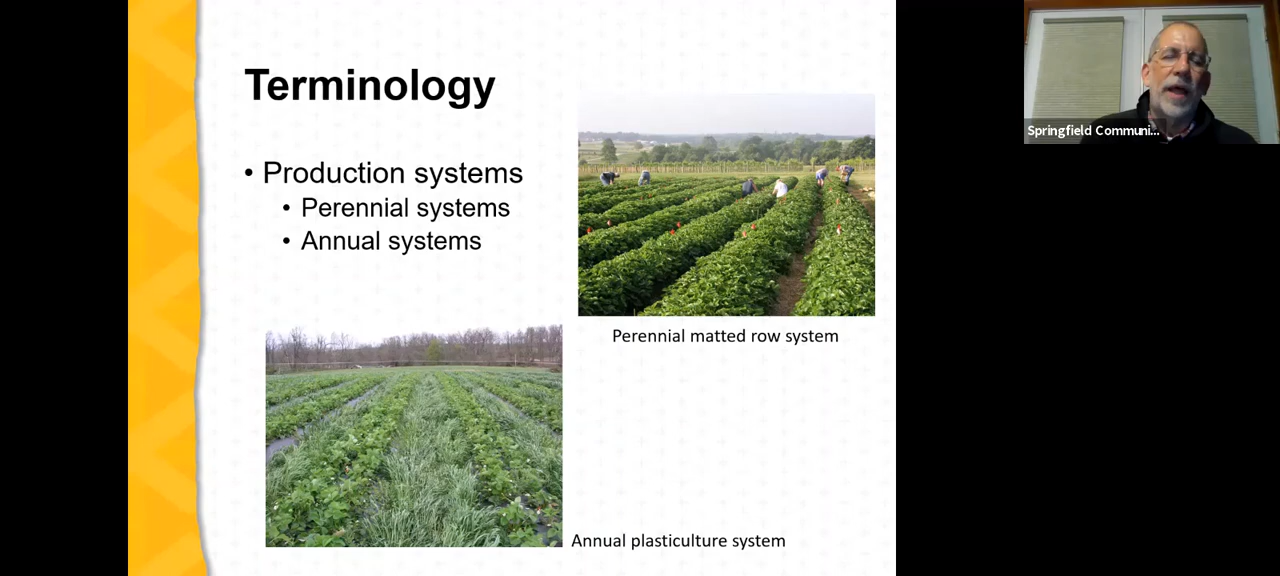 Terminology
• Production systems
• Perennial systems
• Annual systems
Perennial matted row system
Annual plasticulture system
Springfield Communi...